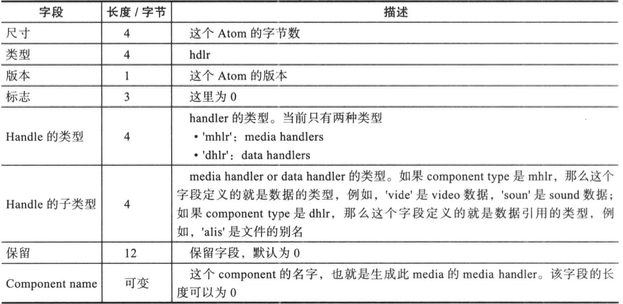 字段 长度/字节 描述
尺寸 4 这个 Atom 的字节数
类型 4 hdlr
版本 1 这个 Atom 的版本
标志 3 这里为 0
Handle 的类型 4 handler 的类型。当前只有两种类型
• 'mhlr'：media handlers
• 'dhlr'：data handlers
Handle 的子类型 4 media handler or data handler 的类型。如果 component type 是 mhlr，那么这个
字段定义的就是数据的类型，例如，'vide' 是 video 数据，'soun' 是 sound 数据；
如果 component type 是 dhlr，那么这个字段定义的就是数据引用的类型，例
如，'alis' 是文件的别名
保留 12 保留字段，默认为 0
Component name 可变 这个 component 的名字，也就是生成此 media 的 media handler。该字段的长
度可以为 0